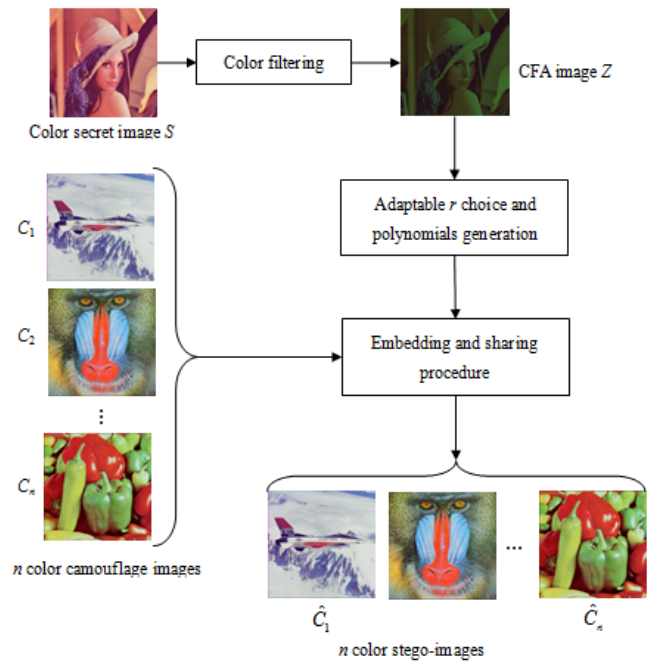 Color filtering
CFA image Z
Color secret image S
Adaptable r choice and
polynomials generation
C₁
C₂
⋮
Cₙ
n color camouflage images
Embedding and sharing
procedure
...
Ĉ₁
Ĉₙ
n color stego-images